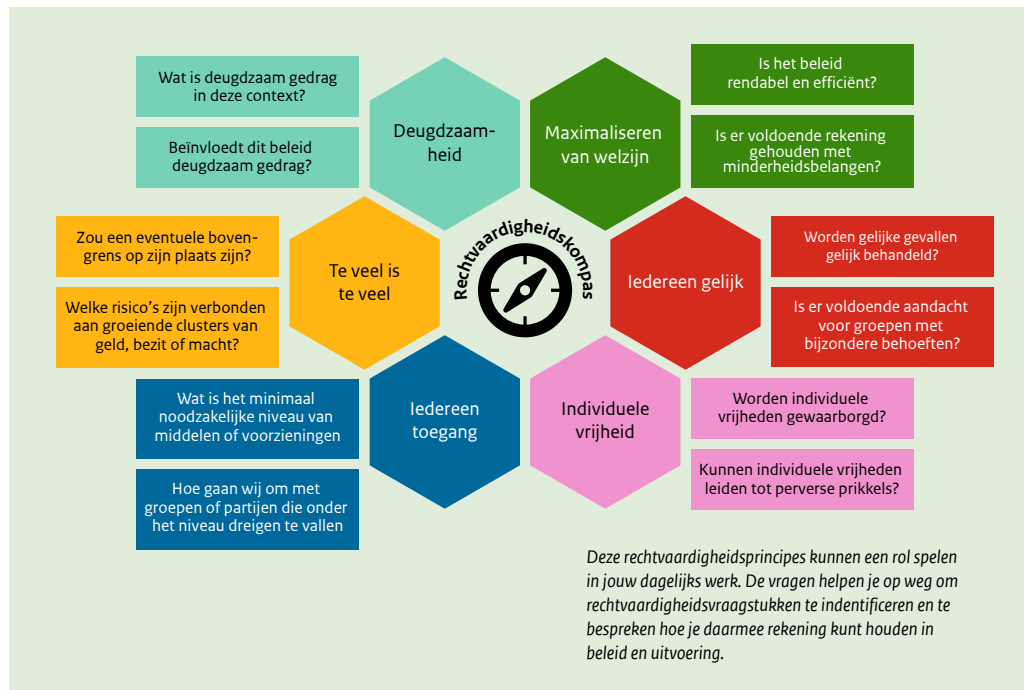 Wat is deugdzaam gedrag
in deze context?
Beïnvloedt dit beleid
deugdzaam gedrag?
Deugdzaam-
heid
Maximaliseren
van welzijn
Is het beleid
rendabel en efficiënt?
Is er voldoende rekening
gehouden met
minderheidsbelangen?
Zou een eventuele boven-
grens op zijn plaats zijn?
Welke risico's zijn verbonden
aan groeiende clusters van
geld, bezit of macht?
Te veel is
te veel
Rechtvaardigheidskompas
Iedereen gelijk
Worden gelijke gevallen
gelijk behandeld?
Is er voldoende aandacht
voor groepen met
bijzondere behoeften?
Wat is het minimaal
noodzakelijke niveau van
middelen of voorzieningen
Hoe gaan wij om met
groepen of partijen die onder
het niveau dreigen te vallen
Iedereen
toegang
Individuele
vrijheid
Worden individuele
vrijheden gewaarborgd?
Kunnen individuele vrijheden
leiden tot perverse prikkels?
Deze rechtvaardigheidsprincipes kunnen een rol spelen
in jouw dagelijks werk. De vragen helpen je op weg om
rechtvaardigheidsvraagstukken te indentificeren en te
bespreken hoe je daarmee rekening kunt houden in
beleid en uitvoering.